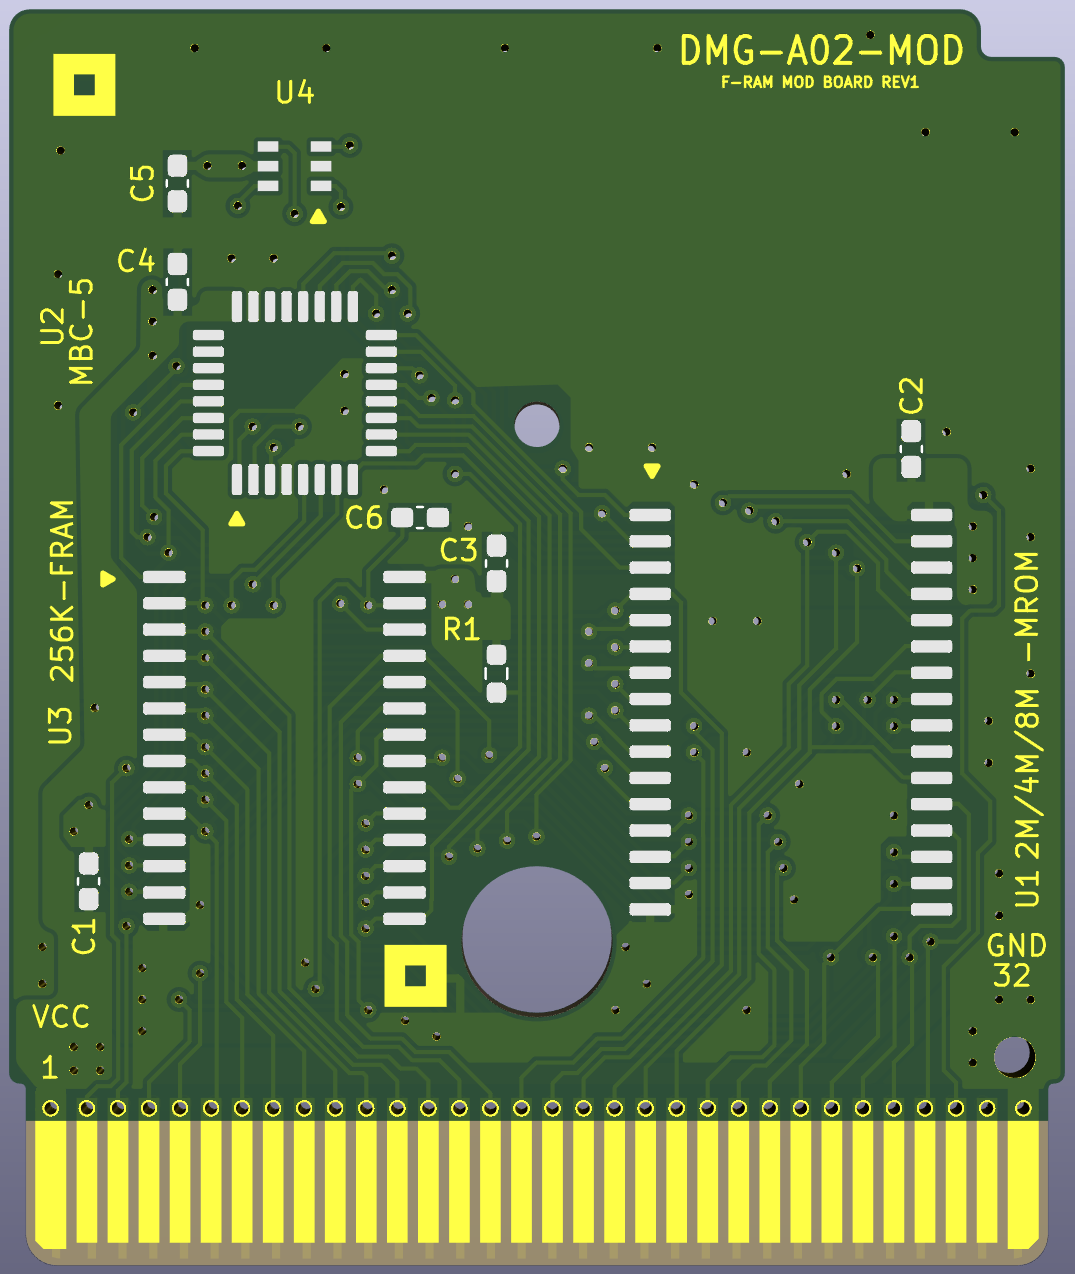 DMG-A02-MOD
F-RAM MOD BOARD REV1
U4
C5
C4
U2
MBC-5
C2
C6
C3
R1
U3 256K-FRAM
U1 2M/4M/8M-MROM
C1
GND
32
VCC
1